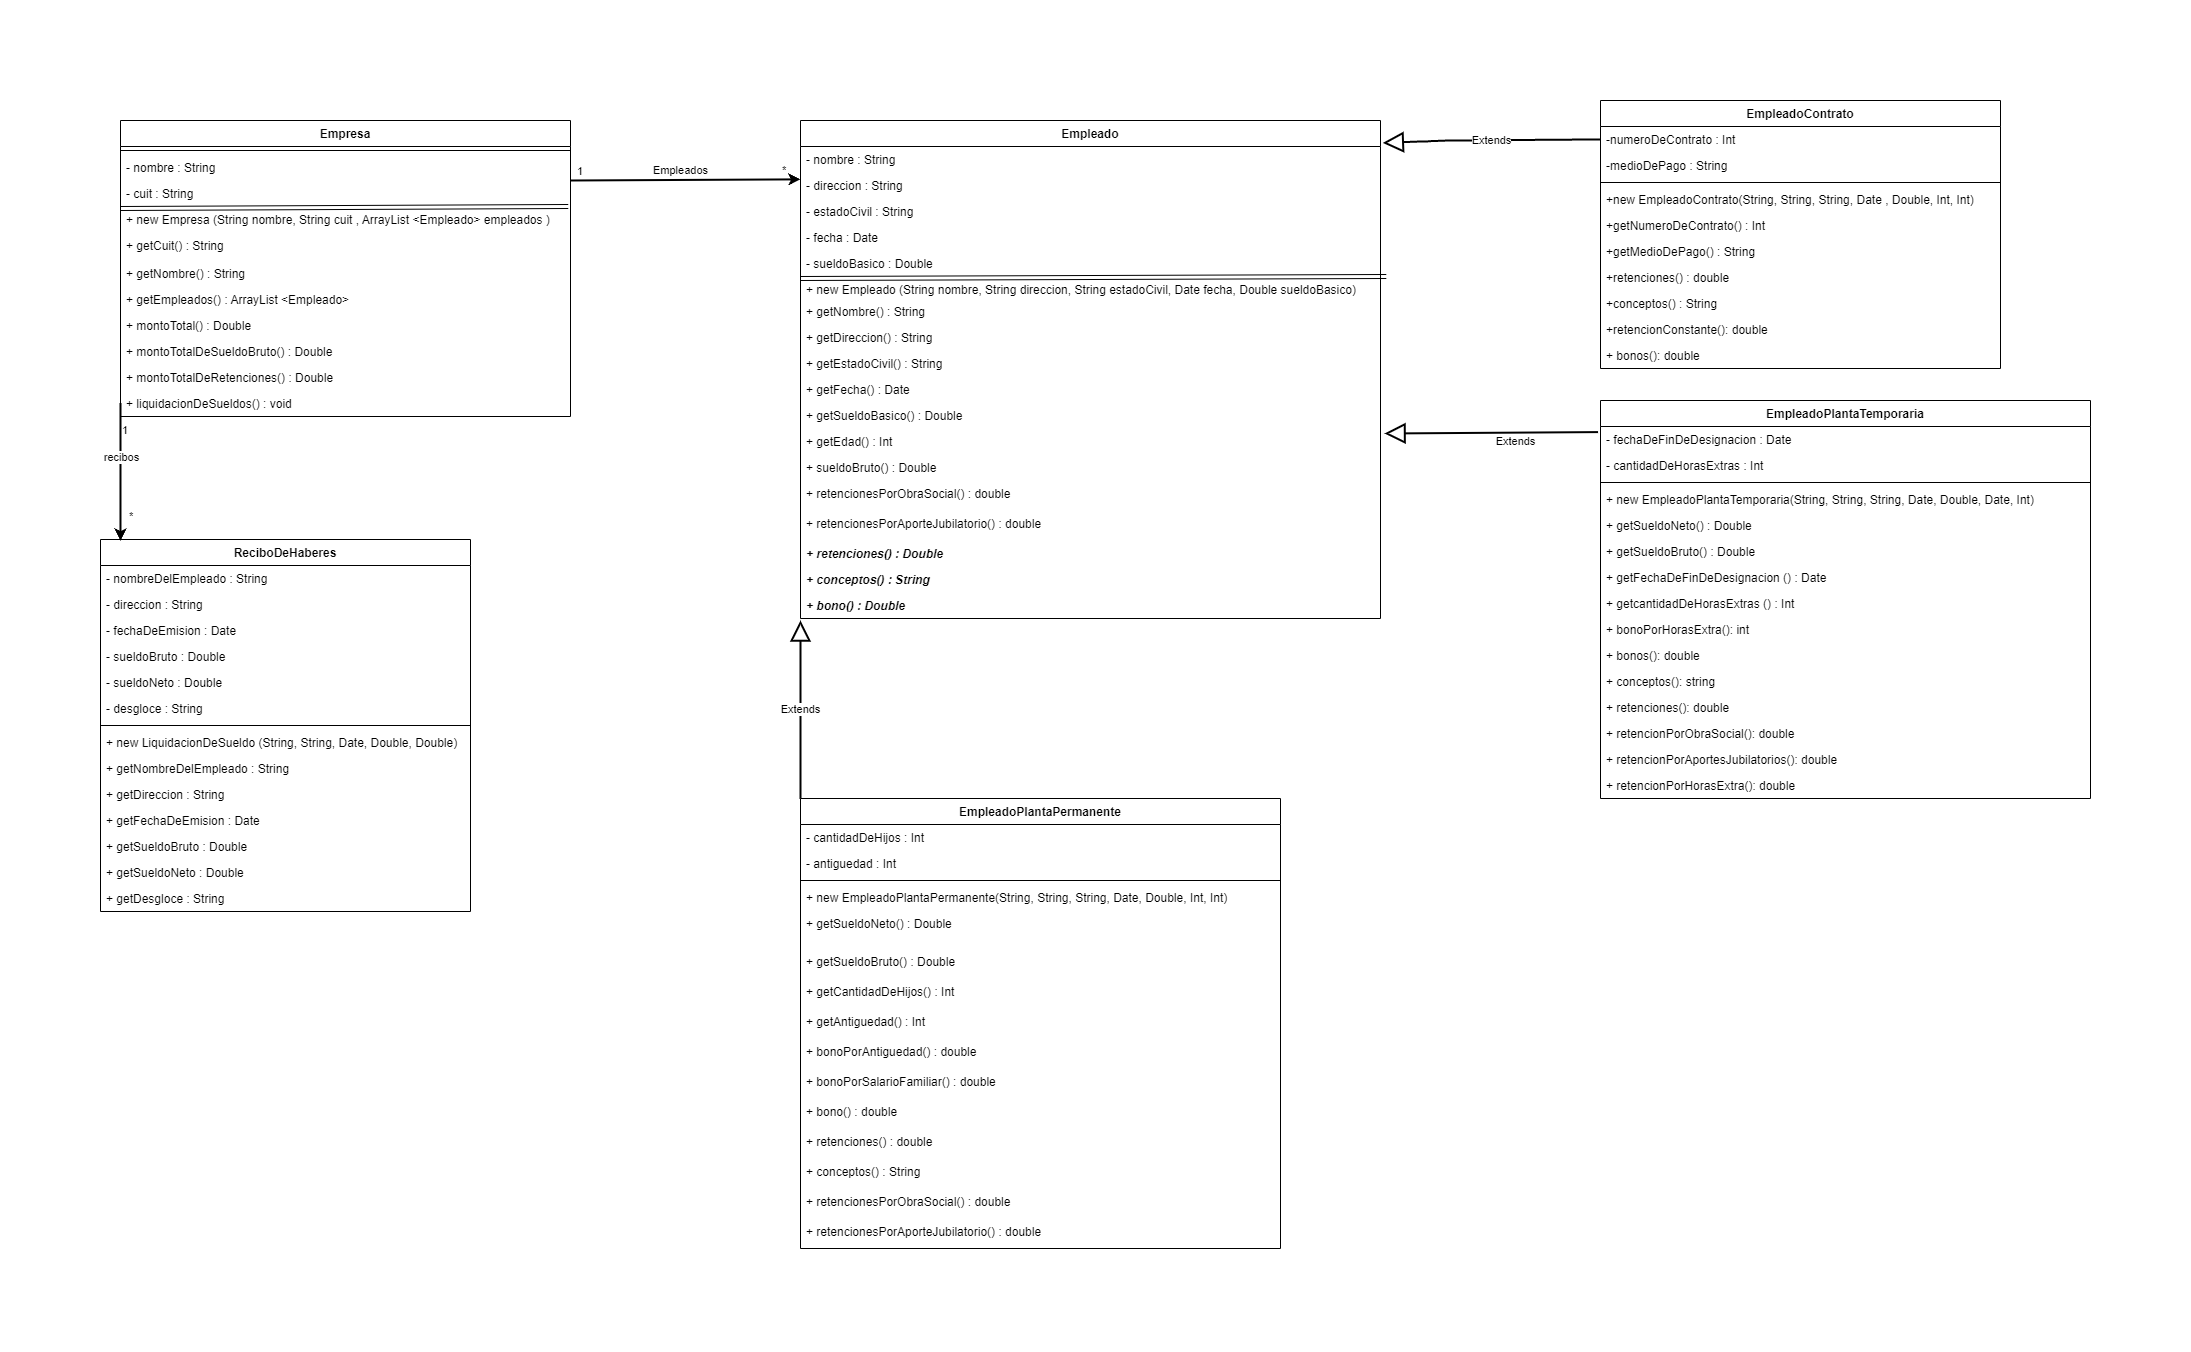 Empresa
- nombre : String
- cuit : String
+ new Empresa (String nombre, String cuit , ArrayList <Empleado> empleados )
+ getCuit() : String
+ getNombre() : String
+ getEmpleados() : ArrayList <Empleado>
+ montoTotal() : Double
+ montoTotalDeSueldoBruto() : Double
+ montoTotalDeRetenciones() : Double
+ liquidacionDeSueldos() : void
1
Empleados
*
1
recibos
*
ReciboDeHaberes
- nombreDelEmpleado : String
- direccion : String
- fechaDeEmision : Date
- sueldoBruto : Double
- sueldoNeto : Double
- desgloce : String
+ new LiquidacionDeSueldo (String, String, Date, Double, Double)
+ getNombreDelEmpleado : String
+ getDireccion : String
+ getFechaDeEmision : Date
+ getSueldoBruto : Double
+ getSueldoNeto : Double
+ getDesgloce : String
Empleado
- nombre : String
- direccion : String
- estadoCivil : String
- fecha : Date
- sueldoBasico : Double
+ new Empleado (String nombre, String direccion, String estadoCivil, Date fecha, Double sueldoBasico)
+ getNombre() : String
+ getDireccion() : String
+ getEstadoCivil() : String
+ getFecha() : Date
+ getSueldoBasico() : Double
+ getEdad() : Int
+ sueldoBruto() : Double
+ retencionesPorObraSocial() : double
+ retencionesPorAporteJubilatorio() : double
+ retenciones() : Double
+ conceptos() : String
+ bono() : Double
Extends
EmpleadoPlantaPermanente
- cantidadDeHijos : Int
- antiguedad : Int
+ new EmpleadoPlantaPermanente(String, String, String, Date, Double, Int, Int)
+ getSueldoNeto() : Double
+ getSueldoBruto() : Double
+ getCantidadDeHijos() : Int
+ getAntiguedad() : Int
+ bonoPorAntiguedad() : double
+ bonoPorSalarioFamiliar() : double
+ bono() : double
+ retenciones() : double
+ conceptos() : String
+ retencionesPorObraSocial() : double
+ retencionesPorAporteJubilatorio() : double
Extends
EmpleadoContrato
-numeroDeContrato : Int
-medioDePago : String
+new EmpleadoContrato(String, String, String, Date , Double, Int, Int)
+getNumeroDeContrato() : Int
+getMedioDePago() : String
+retenciones() : double
+conceptos() : String
+retencionConstante(): double
+ bonos(): double
Extends
EmpleadoPlantaTemporaria
- fechaDeFinDeDesignacion : Date
- cantidadDeHorasExtras : Int
+ new EmpleadoPlantaTemporaria(String, String, String, Date, Double, Date, Int)
+ getSueldoNeto() : Double
+ getSueldoBruto() : Double
+ getFechaDeFinDeDesignacion () : Date
+ getcantidadDeHorasExtras () : Int
+ bonoPorHorasExtra(): int
+ bonos(): double
+ conceptos(): string
+ retenciones(): double
+ retencionPorObraSocial(): double
+ retencionPorAportesJubilatorios(): double
+ retencionPorHorasExtra(): double